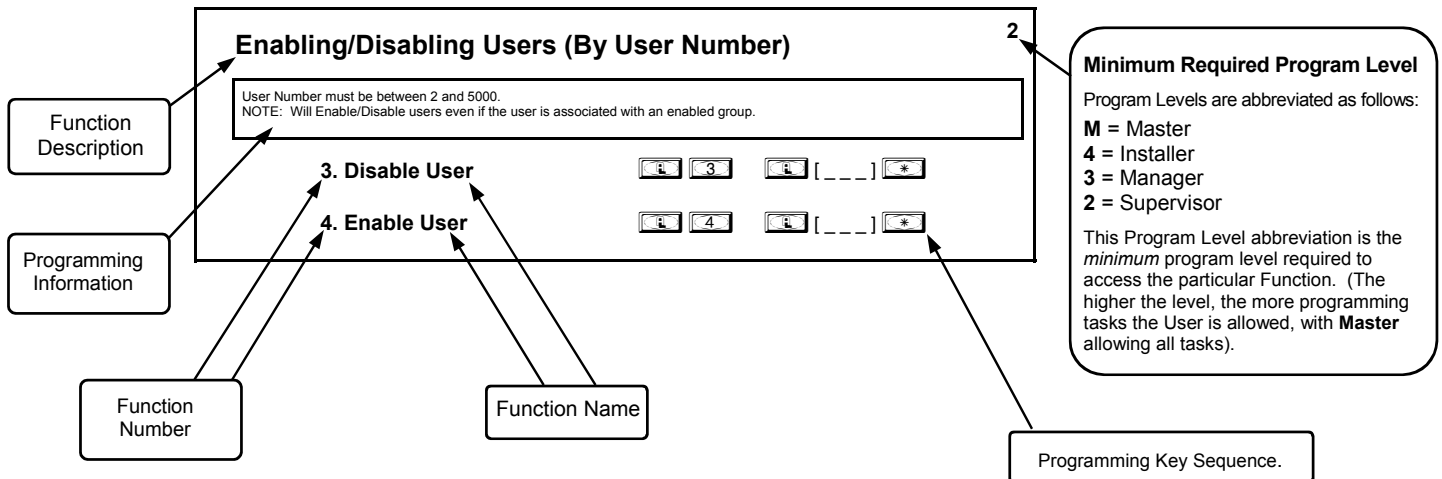 Enabling/Disabling Users (By User Number)
2
User Number must be between 2 and 5000.
NOTE: Will Enable/Disable users even if the user is associated with an enabled group.
3. Disable User
3
[ _ _ _ ]
*
4. Enable User
4
[ _ _ _ ]
*
Function
Description
Programming
Information
Function
Number
Function Name
Programming Key Sequence.
Minimum Required Program Level
Program Levels are abbreviated as follows:
M = Master
4 = Installer
3 = Manager
2 = Supervisor
This Program Level abbreviation is the
minimum program level required to
access the particular Function. (The
higher the level, the more programming
tasks the User is allowed, with Master
allowing all tasks).